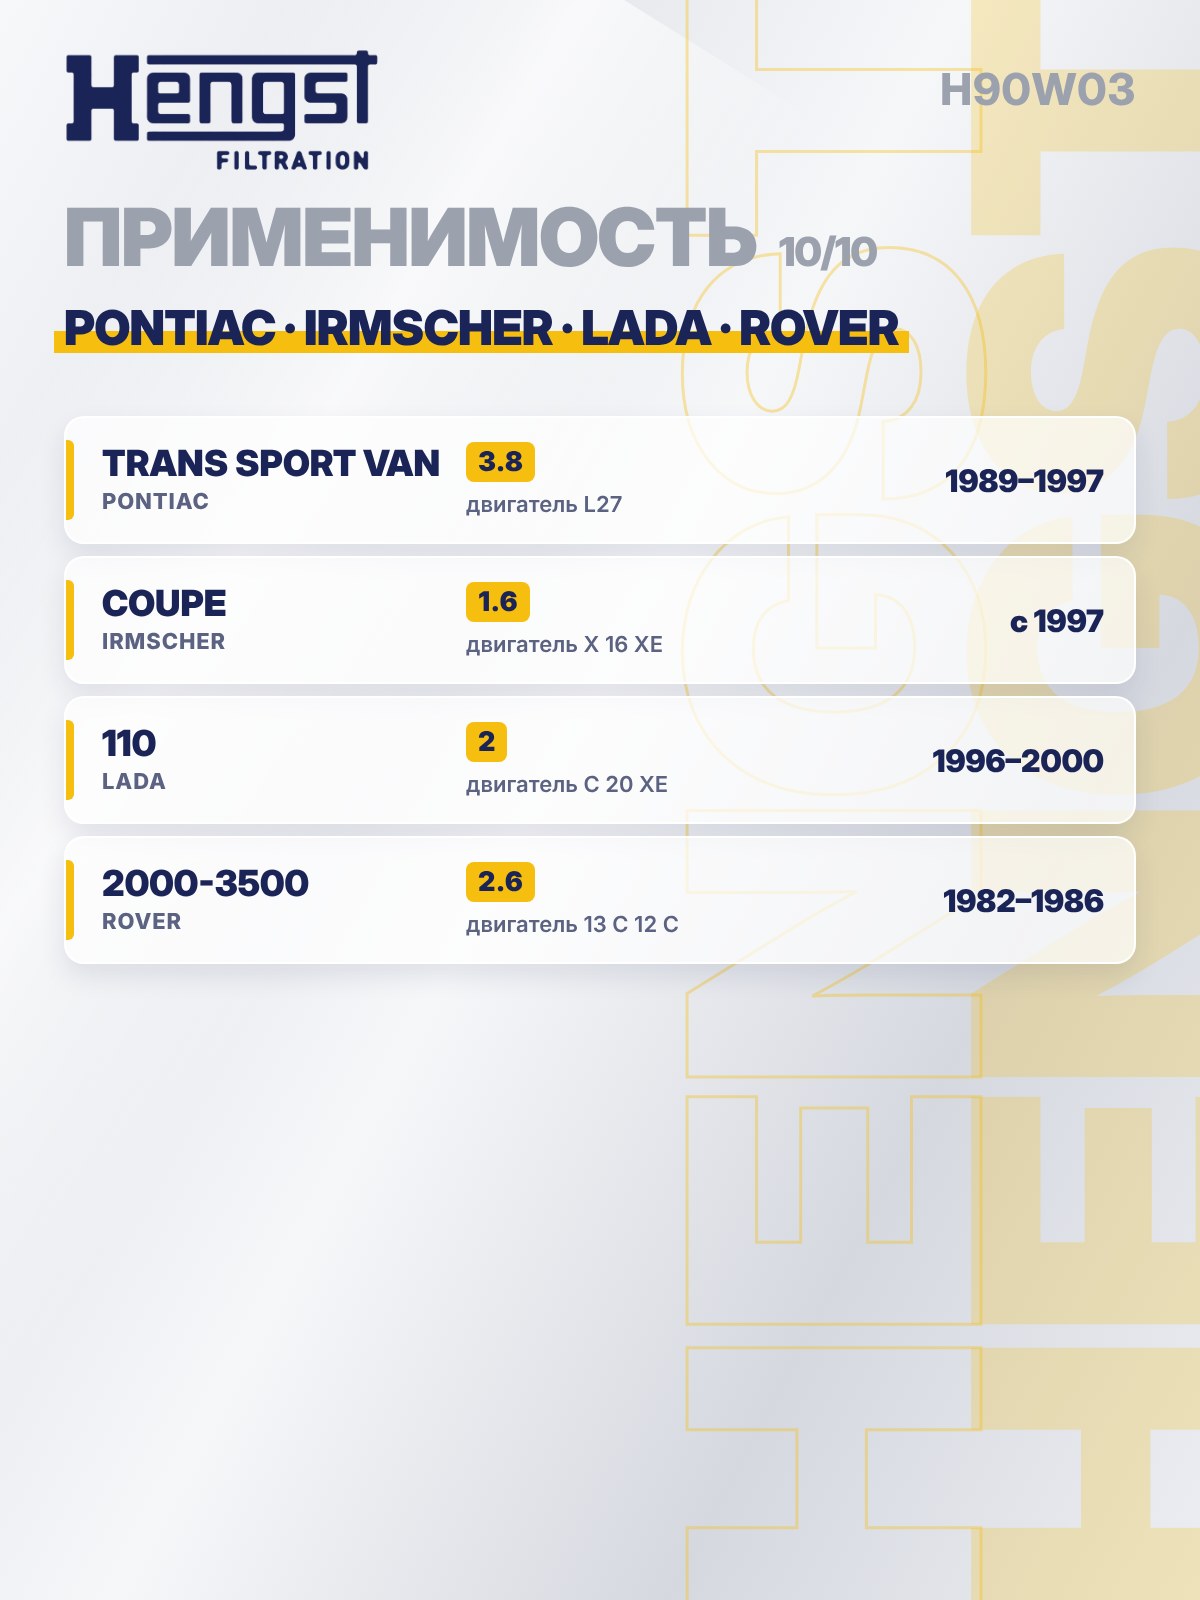 Hengst
FILTRATION
H90W03
ПРИМЕНИМОСТЬ 10/10
PONTIAC · IRMSCHER · LADA · ROVER
TRANS SPORT VAN
PONTIAC
3.8
двигатель L27
1989–1997
COUPE
IRMSCHER
1.6
двигатель X 16 XE
с 1997
110
LADA
2
двигатель C 20 XE
1996–2000
2000-3500
ROVER
2.6
двигатель 13 C 12 C
1982–1986
HENGST
HENGST